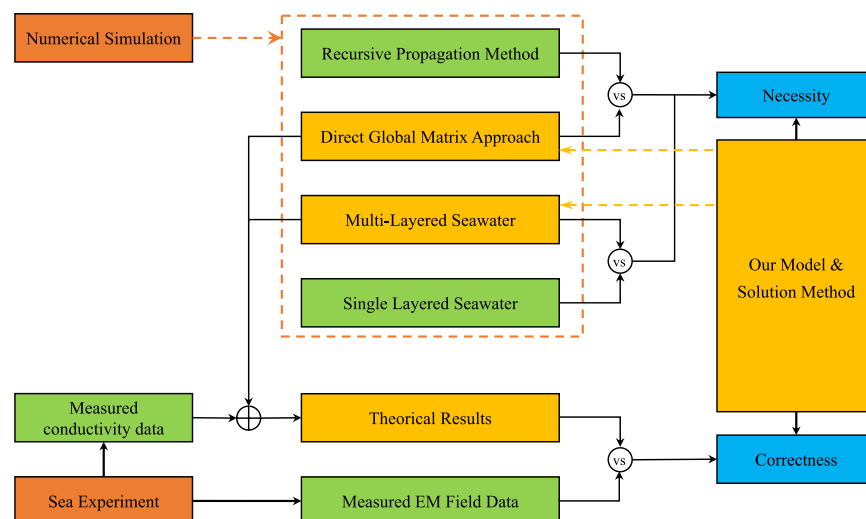 Numerical Simulation
Recursive Propagation Method
vs
Necessity
Direct Global Matrix Approach
Multi-Layered Seawater
vs
Our Model &
Solution Method
Single Layered Seawater
Measured
conductivity data
Theorical Results
vs
Correctness
Sea Experiment
Measured EM Field Data